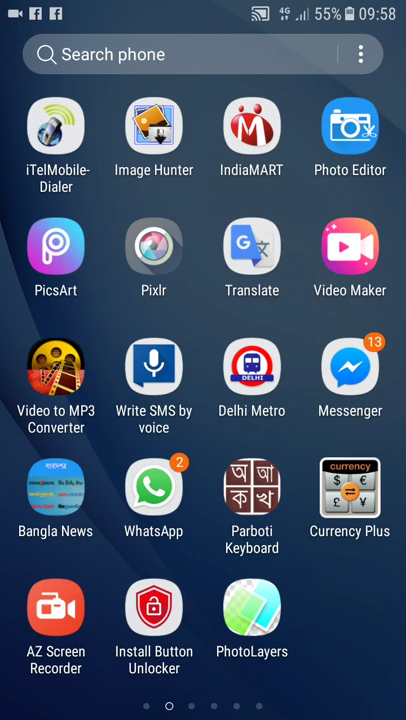 4G 55% 09:58
Search phone
iTelMobile-
Dialer
Image Hunter
IndiaMART
Photo Editor
PicsArt
Pixlr
Translate
Video Maker
DELHI
13
Video to MP3
Converter
Write SMS by
voice
Delhi Metro
Messenger
2
অ আ
ক খ
currency
$ €
£ ¥
Bangla News
WhatsApp
Parboti
Keyboard
Currency Plus
AZ Screen
Recorder
Install Button
Unlocker
PhotoLayers